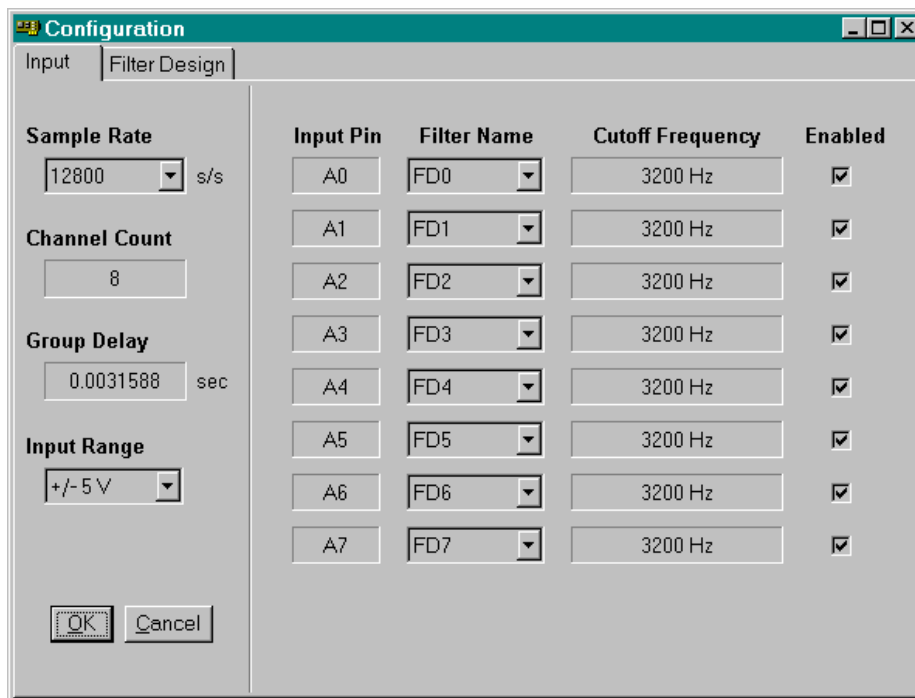 Configuration
Input
Filter Design
Sample Rate
12800 s/s
Channel Count
8
Group Delay
0.0031588 sec
Input Range
+/- 5 V
OK Cancel
Input Pin Filter Name Cutoff Frequency Enabled
A0 FD0 3200 Hz
A1 FD1 3200 Hz
A2 FD2 3200 Hz
A3 FD3 3200 Hz
A4 FD4 3200 Hz
A5 FD5 3200 Hz
A6 FD6 3200 Hz
A7 FD7 3200 Hz